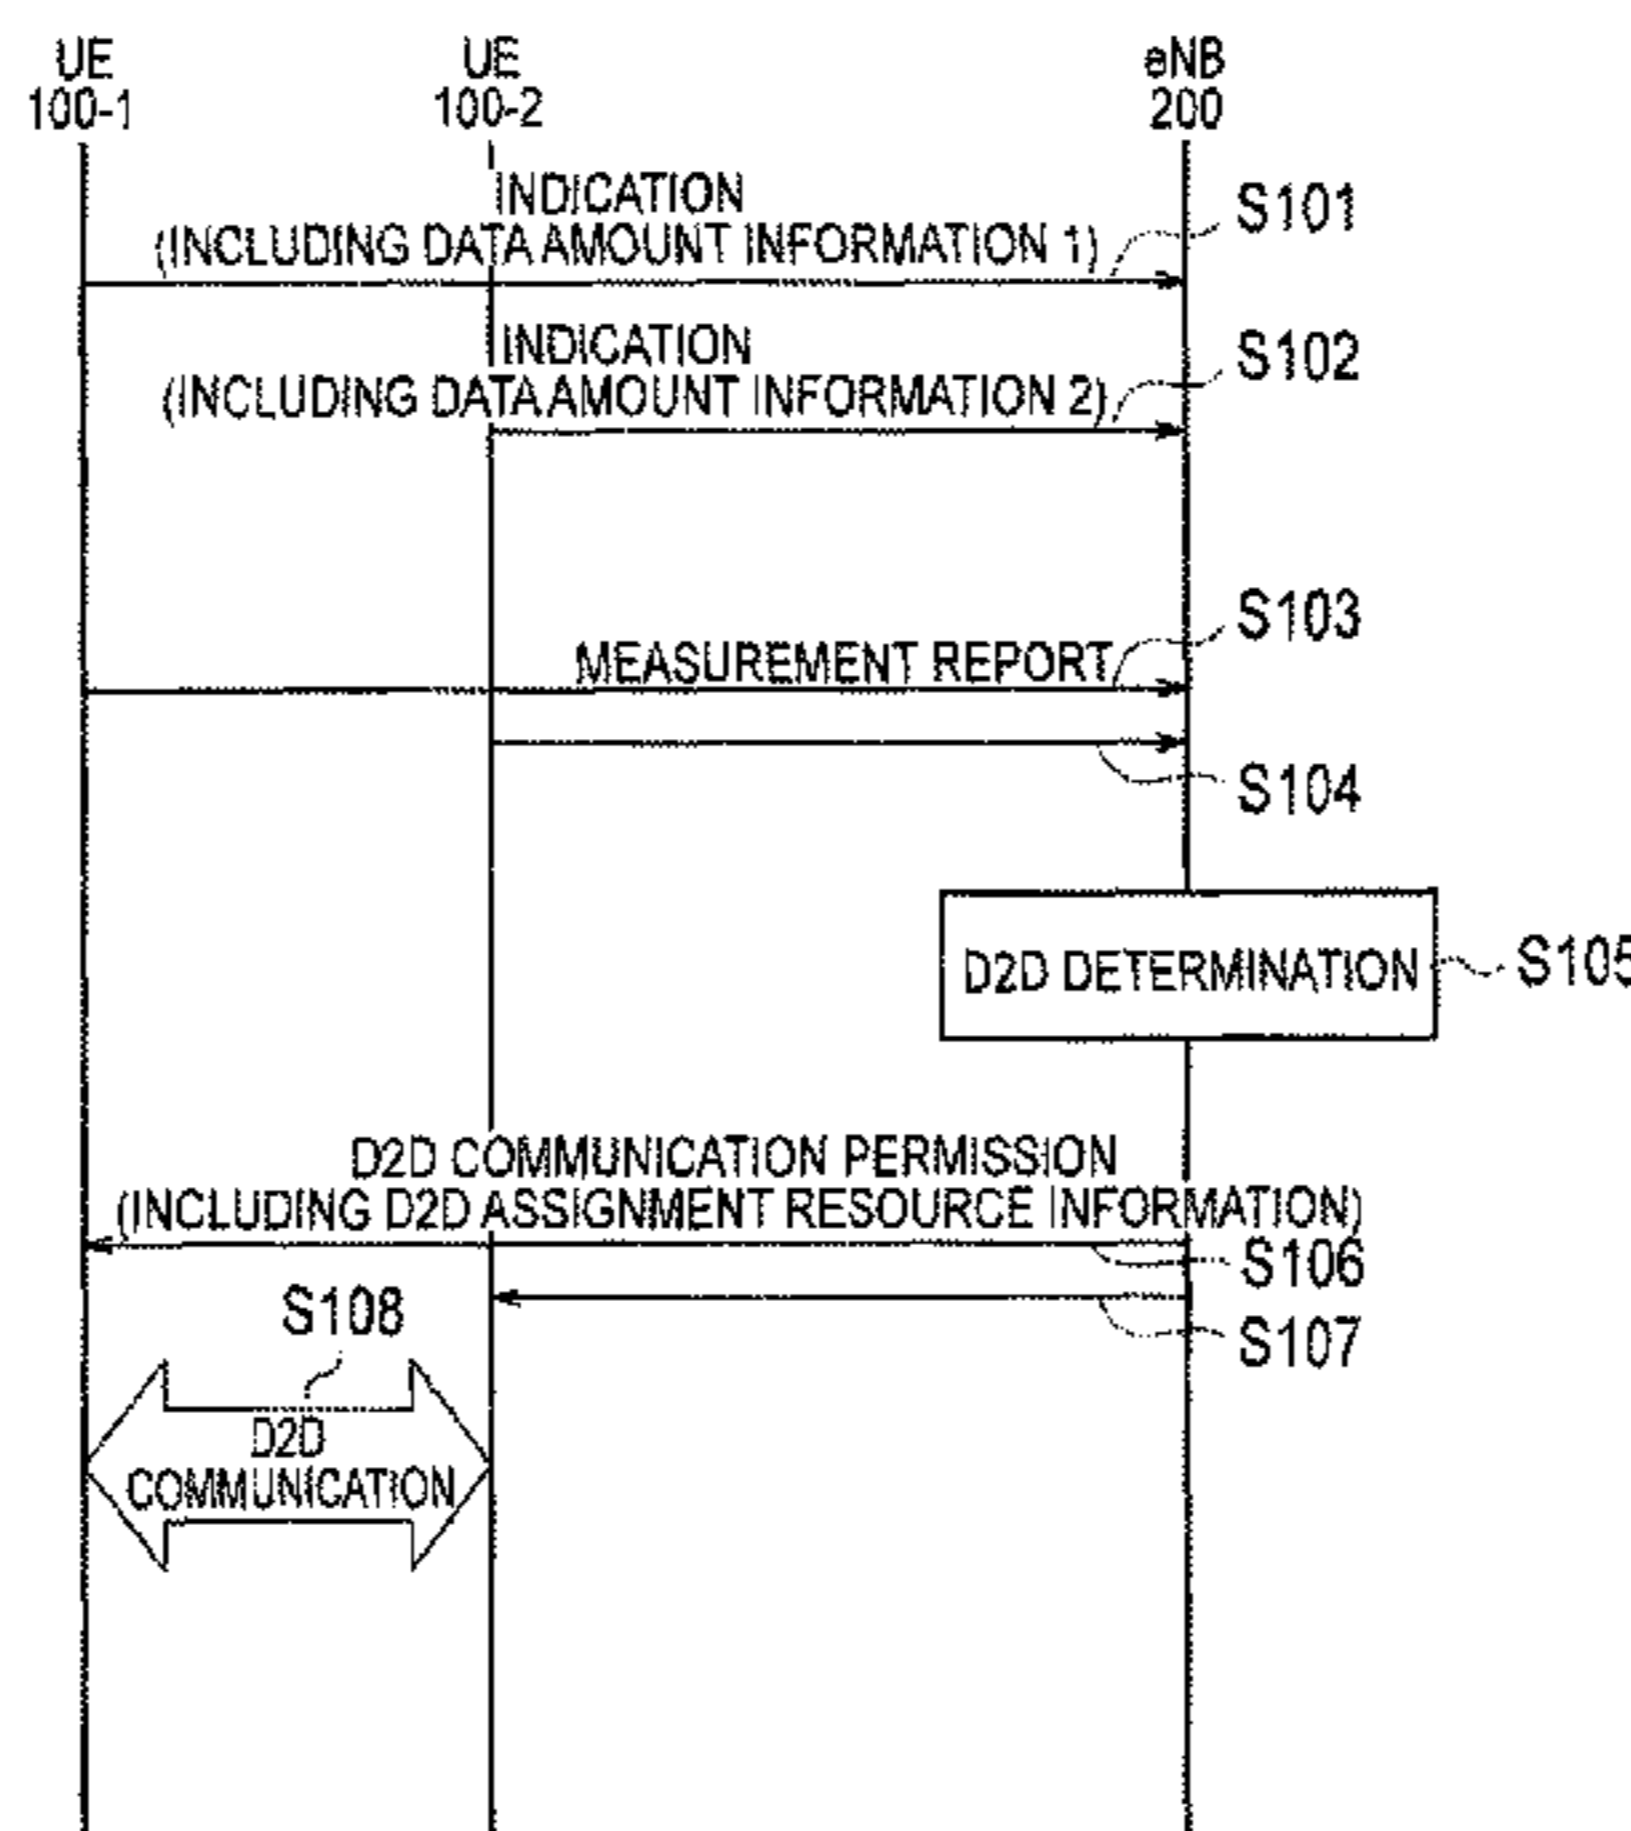 UE
100-1
UE
100-2
eNB
200
INDICATION
(INCLUDING DATA AMOUNT INFORMATION 1)
S101
INDICATION
(INCLUDING DATA AMOUNT INFORMATION 2)
S102
MEASUREMENT REPORT
S103
S104
D2D DETERMINATION
S105
D2D COMMUNICATION PERMISSION
(INCLUDING D2D ASSIGNMENT RESOURCE INFORMATION)
S106
S107
S108
D2D
COMMUNICATION